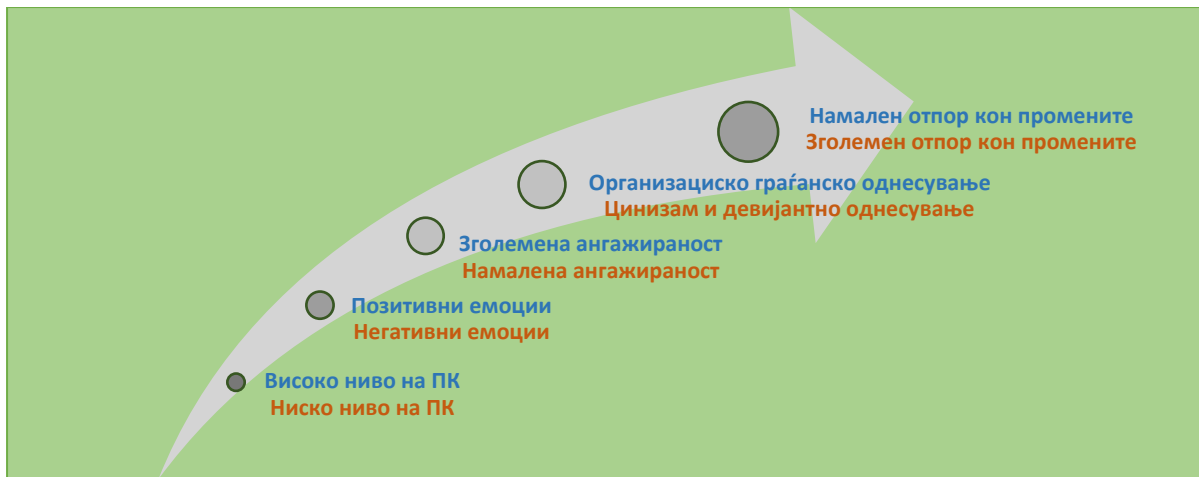 Намален отпор кон промените
Зголемен отпор кон промените
Организациско граѓанско однесување
Цинизам и девијантно однесување
Зголемена ангажираност
Намалена ангажираност
Позитивни емоции
Негативни емоции
Високо ниво на ПК
Ниско ниво на ПК